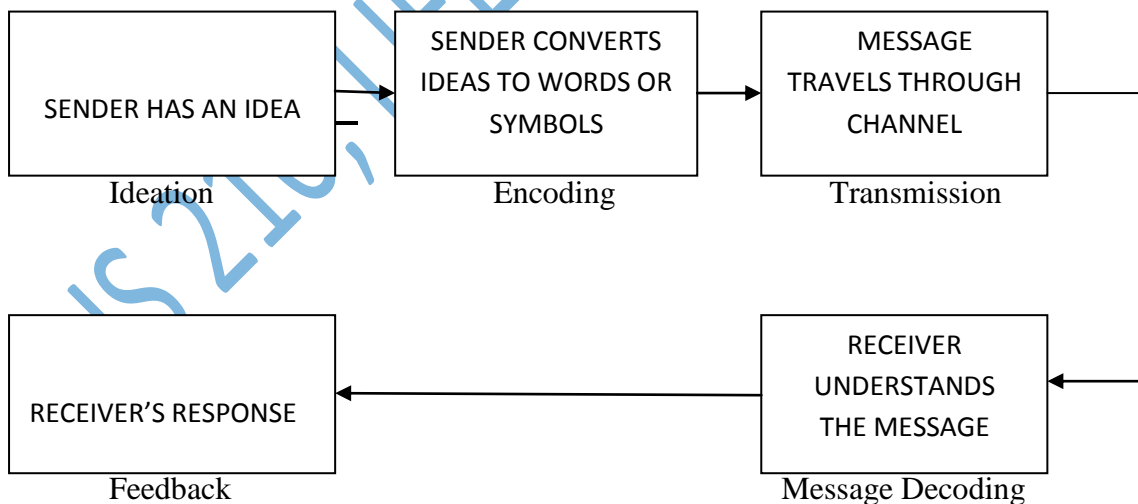 SENDER HAS AN IDEA
SENDER CONVERTS
IDEAS TO WORDS OR
SYMBOLS
MESSAGE
TRAVELS THROUGH
CHANNEL
Ideation
Encoding
Transmission
RECEIVER’S RESPONSE
RECEIVER
UNDERSTANDS
THE MESSAGE
Feedback
Message Decoding